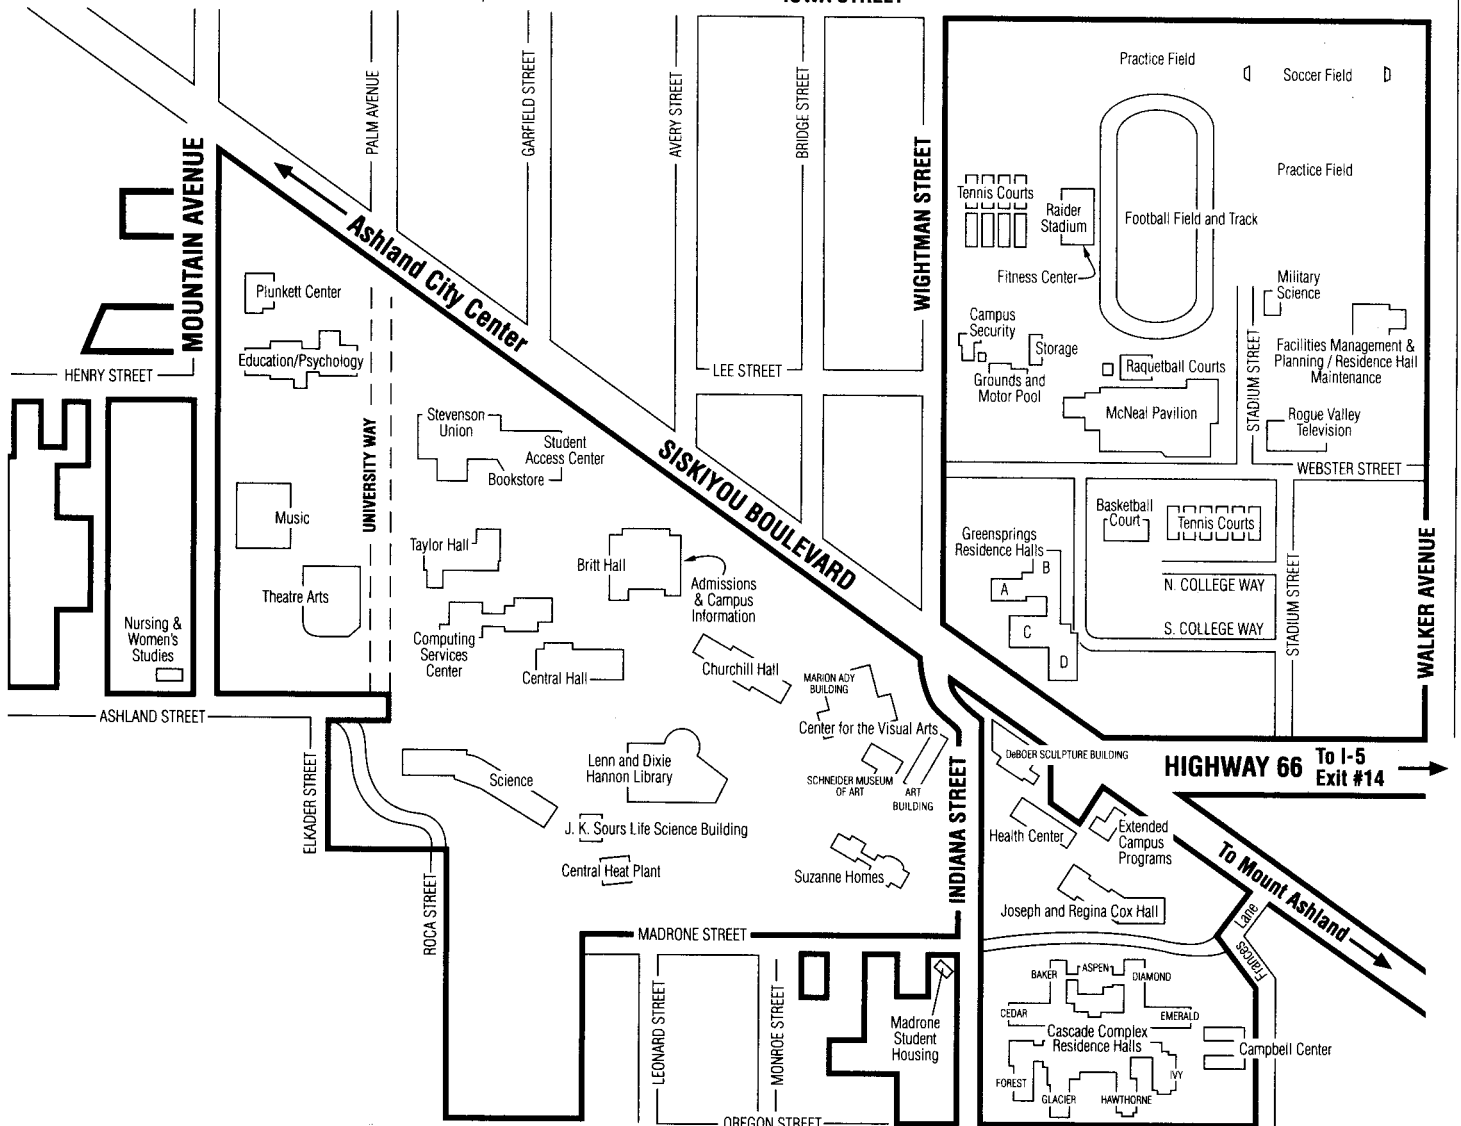 IOWA STREET
PALM AVENUE
GARFIELD STREET
AVERY STREET
BRIDGE STREET
WIGHTMAN STREET
MOUNTAIN AVENUE
Practice Field
Soccer Field
Practice Field
Tennis Courts
Raider
Stadium
Football Field and Track
Fitness Center
Ashland City Center
Plunkett Center
Education/Psychology
HENRY STREET
LEE STREET
Campus
Security
Storage
Grounds and
Motor Pool
Raquetball Courts
McNeal Pavilion
Military
Science
Facilities Management &
Planning / Residence Hall
Maintenance
STADIUM STREET
Rogue Valley
Television
WEBSTER STREET
UNIVERSITY WAY
Stevenson
Union
Student
Access Center
Bookstore
SISKIYOU BOULEVARD
Music
Taylor Hall
Britt Hall
Admissions
& Campus
Information
Theatre Arts
Nursing &
Women's
Studies
Computing
Services
Center
Central Hall
Churchill Hall
Basketball
Court
Tennis Courts
Greensprings
Residence Halls
A
B
C
D
N. COLLEGE WAY
S. COLLEGE WAY
STADIUM STREET
WALKER AVENUE
MARION ADY
BUILDING
Center for the Visual Arts
ASHLAND STREET
ELKADER STREET
Science
Lenn and Dixie
Hannon Library
SCHNEIDER MUSEUM
OF ART
ART
BUILDING
DeBOER SCULPTURE BUILDING
HIGHWAY 66
To I-5
Exit #14
J. K. Sours Life Science Building
Central Heat Plant
Suzanne Homes
INDIANA STREET
Health Center
Extended
Campus
Programs
To Mount Ashland
Joseph and Regina Cox Hall
Frances Lane
ROCA STREET
MADRONE STREET
LEONARD STREET
MONROE STREET
OREGON STREET
Madrone
Student
Housing
BAKER
ASPEN
DIAMOND
CEDAR
EMERALD
Cascade Complex
Residence Halls
Campbell Center
FOREST
GLACIER
HAWTHORNE
IVY